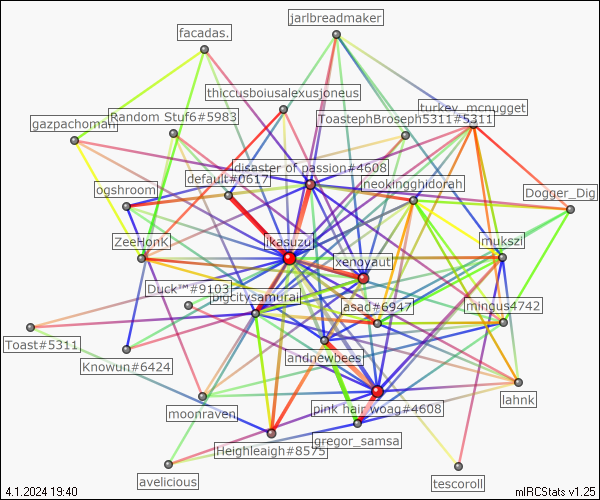 jarlbreadmaker
facadas.
thiccusboiusalexusjoneus
turkey_mcnugget
gazpachoman
Random Stuf6#5983
ToastephBroseph5311#5311
disaster of passion#4608
default#0617
neokingghidorah
ogshroom
Dogger_Dig
ZeeHonK
ikasuzu
mukszi
xenoyaut
Duck™#9103
pigcitysamurai
asad#6947
mingus4742
Toast#5311
andnewbees
Knowun#6424
lahnk
moonraven
pink hair woag#4608
gregor_samsa
Heighleaigh#8575
avelicious
tescoroll
4.1.2024 19:40
mIRCStats v1.25